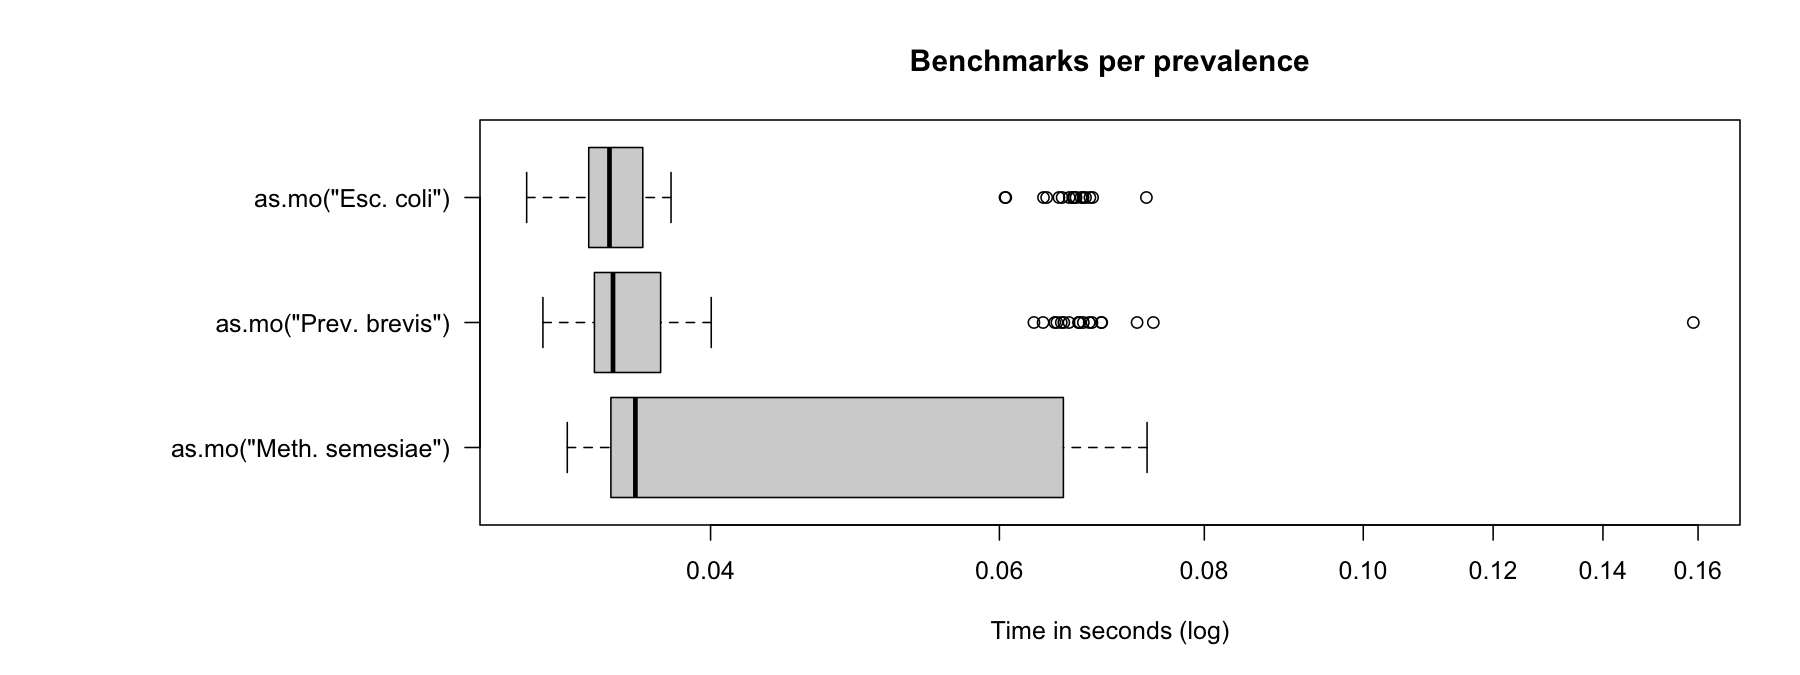 Benchmarks per prevalence
as.mo("Esc. coli")
as.mo("Prev. brevis")
as.mo("Meth. semesiae")
0.04 0.06 0.08 0.10 0.12 0.14 0.16
Time in seconds (log)